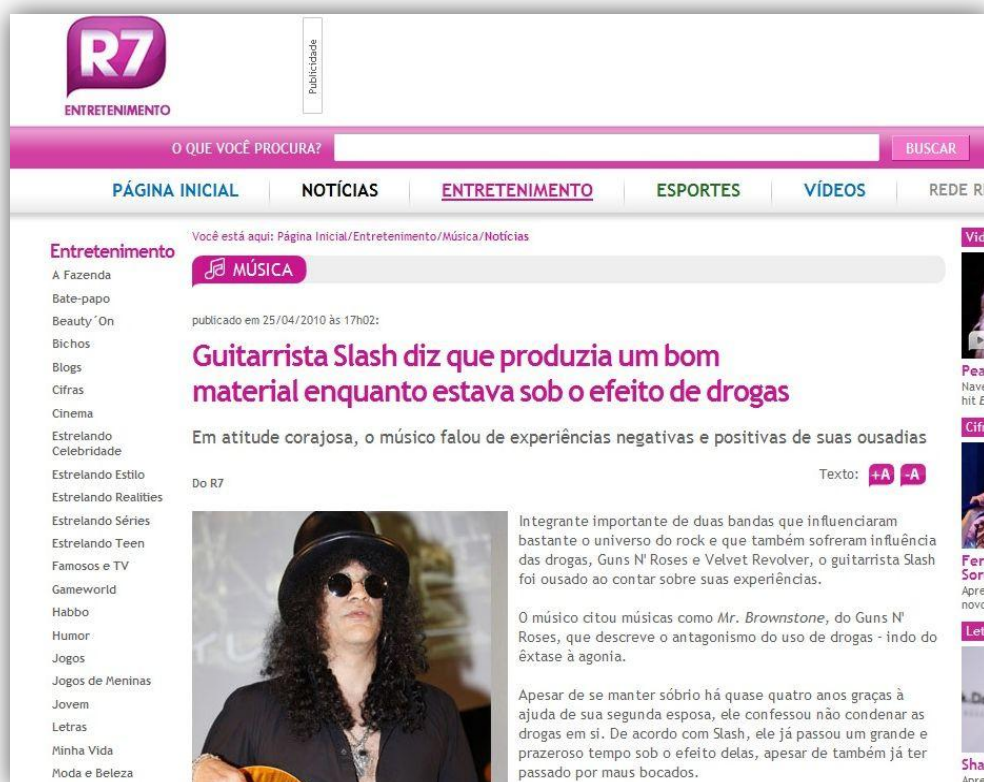 R7
ENTRETENIMENTO
Publicidade
O QUE VOCÊ PROCURA?
BUSCAR
PÁGINA INICIAL
NOTÍCIAS
ENTRETENIMENTO
ESPORTES
VÍDEOS
REDE
Entretenimento
A Fazenda
Bate-papo
Beauty´On
Bichos
Blogs
Cifras
Cinema
Estrelando
Celebridade
Estrelando Estilo
Estrelando Realities
Estrelando Séries
Estrelando Teen
Famosos e TV
Gameworld
Habbo
Humor
Jogos
Jogos de Meninas
Jovem
Letras
Minha Vida
Moda e Beleza
Você está aqui: Página Inicial/Entretenimento/Música/Notícias
MÚSICA
publicado em 25/04/2010 às 17h02:
Guitarrista Slash diz que produzia um bom
material enquanto estava sob o efeito de drogas
Em atitude corajosa, o músico falou de experiências negativas e positivas de suas ousadias
Texto: +A -A
Do R7
Integrante importante de duas bandas que influenciaram
bastante o universo do rock e que também sofreram influência
das drogas, Guns N' Roses e Velvet Revolver, o guitarrista Slash
foi ousado ao contar sobre suas experiências.
O músico citou músicas como Mr. Brownstone, do Guns N'
Roses, que descreve o antagonismo do uso de drogas - indo do
êxtase à agonia.
Apesar de se manter sóbrio há quase quatro anos graças à
ajuda de sua segunda esposa, ele confessou não condenar as
drogas em si. De acordo com Slash, ele já passou um grande e
prazeroso tempo sob o efeito delas, apesar de também já ter
passado por maus bocados.
hit